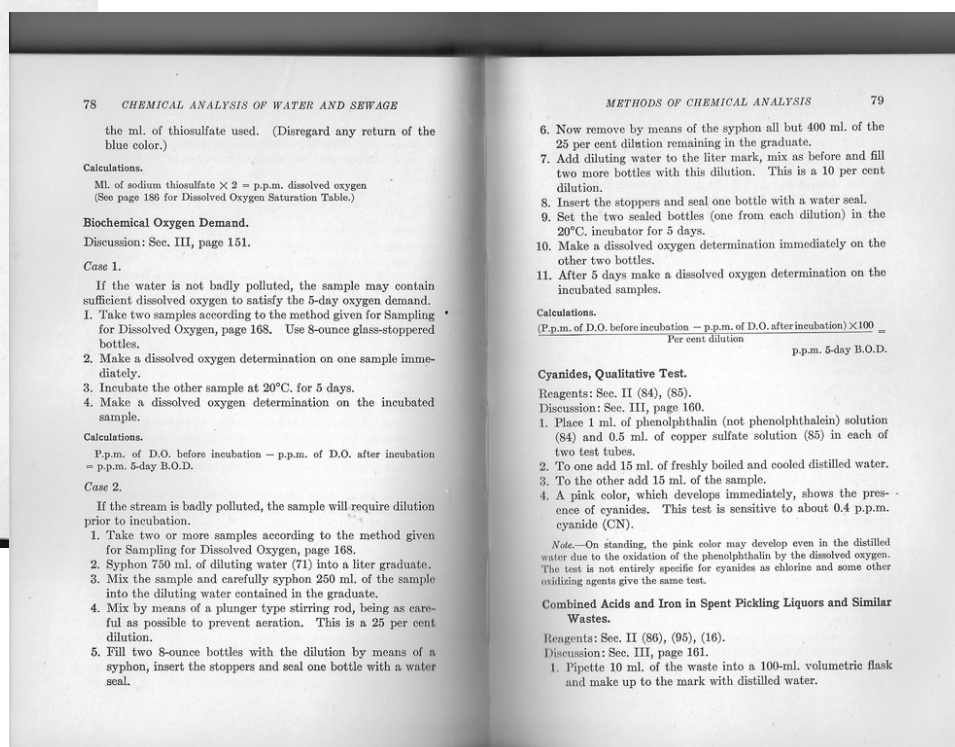 78 CHEMICAL ANALYSIS OF WATER AND SEWAGE
the ml. of thiosulfate used. (Disregard any return of the
blue color.)
Calculations.
Ml. of sodium thiosulfate × 2 = p.p.m. dissolved oxygen
(See page 186 for Dissolved Oxygen Saturation Table.)
Biochemical Oxygen Demand.
Discussion: Sec. III, page 151.
Case 1.
If the water is not badly polluted, the sample may contain
sufficient dissolved oxygen to satisfy the 5-day oxygen demand.
1. Take two samples according to the method given for Sampling
for Dissolved Oxygen, page 168. Use 8-ounce glass-stoppered
bottles.
2. Make a dissolved oxygen determination on one sample imme-
diately.
3. Incubate the other sample at 20°C. for 5 days.
4. Make a dissolved oxygen determination on the incubated
sample.
Calculations.
P.p.m. of D.O. before incubation − p.p.m. of D.O. after incubation
= p.p.m. 5-day B.O.D.
Case 2.
If the stream is badly polluted, the sample will require dilution
prior to incubation.
1. Take two or more samples according to the method given
for Sampling for Dissolved Oxygen, page 168.
2. Syphon 750 ml. of diluting water (71) into a liter graduate.
3. Mix the sample and carefully syphon 250 ml. of the sample
into the diluting water contained in the graduate.
4. Mix by means of a plunger type stirring rod, being as care-
ful as possible to prevent aeration. This is a 25 per cent
dilution.
5. Fill two 8-ounce bottles with the dilution by means of a
syphon, insert the stoppers and seal one bottle with a water
seal.
METHODS OF CHEMICAL ANALYSIS 79
6. Now remove by means of the syphon all but 400 ml. of the
25 per cent dilution remaining in the graduate.
7. Add diluting water to the liter mark, mix as before and fill
two more bottles with this dilution. This is a 10 per cent
dilution.
8. Insert the stoppers and seal one bottle with a water seal.
9. Set the two sealed bottles (one from each dilution) in the
20°C. incubator for 5 days.
10. Make a dissolved oxygen determination immediately on the
other two bottles.
11. After 5 days make a dissolved oxygen determination on the
incubated samples.
Calculations.
(P.p.m. of D.O. before incubation − p.p.m. of D.O. after incubation) ×100 =
Per cent dilution
p.p.m. 5-day B.O.D.
Cyanides, Qualitative Test.
Reagents: Sec. II (84), (85).
Discussion: Sec. III, page 160.
1. Place 1 ml. of phenolphthalin (not phenolphthalein) solution
(84) and 0.5 ml. of copper sulfate solution (85) in each of
two test tubes.
2. To one add 15 ml. of freshly boiled and cooled distilled water.
3. To the other add 15 ml. of the sample.
4. A pink color, which develops immediately, shows the pres-
ence of cyanides. This test is sensitive to about 0.4 p.p.m.
cyanide (CN).
Note.—On standing, the pink color may develop even in the distilled
water due to the oxidation of the phenolphthalin by the dissolved oxygen.
The test is not entirely specific for cyanides as chlorine and some other
oxidizing agents give the same test.
Combined Acids and Iron in Spent Pickling Liquors and Similar
Wastes.
Reagents: Sec. II (86), (95), (16).
Discussion: Sec. III, page 161.
1. Pipette 10 ml. of the waste into a 100-ml. volumetric flask
and make up to the mark with distilled water.